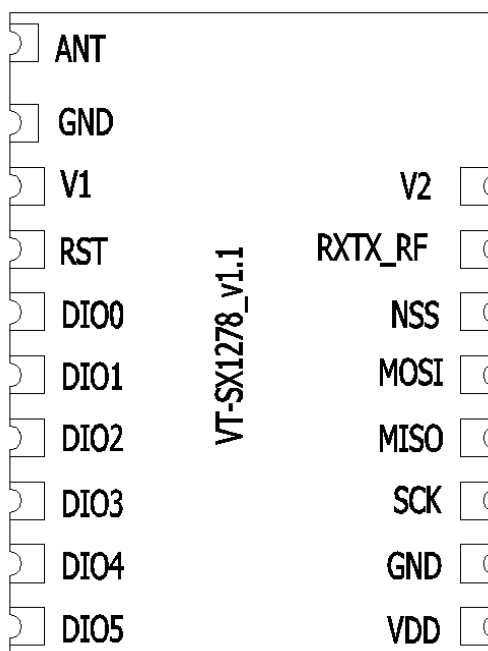 ANT
GND
V1
V2
RST
RXTX_RF
DIO0
NSS
DIO1
MOSI
DIO2
MISO
DIO3
SCK
DIO4
GND
DIO5
VDD
VT-SX1278_v1.1